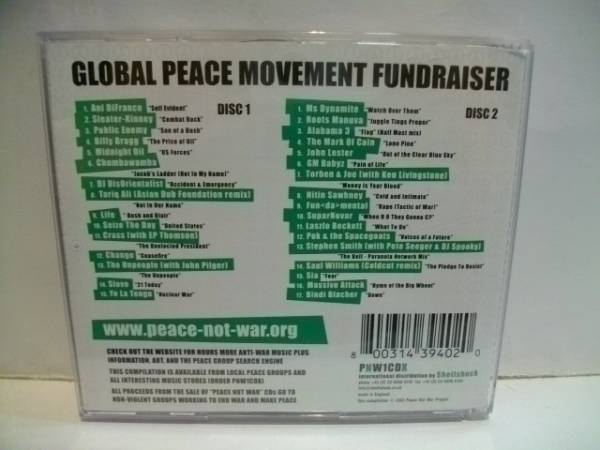 GLOBAL PEACE MOVEMENT FUNDRAISER
DISC 1
1. Ani DiFranco "Self Evident"
2. Sleater-Kinney "Combat Rock"
3. Public Enemy "Son of a Bush"
4. Billy Bragg "The Price of Oil"
5. Midnight Oil "US Forces"
6. Chumbawamba
"Jacob's Ladder (Not In My Name)"
7. DJ DisOrientalist "Accident & Emergency"
8. Tariq Ali (Asian Dub Foundation remix)
"Not In Our Name"
9. Life "Bush and Blair"
10. Seize The Day "United States"
11. Crass (with EP Thomson)
"The Unelected President"
12. Change "Seasefire"
13. The Unpeople (with John Pilger)
"The Unpeople"
14. Slovo "21 Today"
15. Yo La Tenga "Nuclear War"
DISC 2
1. Ms Dynamite "Watch Over Them"
2. Roots Manuva "Juggle Tings Proper"
3. Alabama 3 "Flag" (Half Mast mix)
4. The Mark Of Cain "Lone Pine"
5. John Lester "Out of the Clear Blue Sky"
6. GM Babyz "Pain of Life"
7. Torben & Joe (with Ken Livingstone)
"Money is Your Blood"
8. Nitin Sawhney "Cold and Intimate"
9. Fun-da-mental "Rape (Tactic of War)"
10. SuperNovar "When U B They Gonna C?"
11. Laszlo Beckett "What To Do"
12. Pok & the Spacegoats "Voices of a Future"
13. Stephen Smith (with Pete Seeger & DJ Spooky)
"The Bell - Paranoia Network Mix"
14. Saul Williams (Coldcut remix) "The Pledge To Resist"
15. Sia "Fear"
16. Massive Attack "Hymn of the Big Wheel"
17. Bindi Blacher "Down"
www.peace-not-war.org
CHECK OUT THE WEBSITE FOR HOURS MORE ANTI-WAR MUSIC PLUS
INFORMATION, ART, AND THE PEACE GROUP SEARCH ENGINE
THIS COMPILATION IS AVAILABLE FROM LOCAL PEACE GROUPS AND
ALL INTERESTING MUSIC STORES (ORDER PNW1CDX)
ALL PROCEEDS FROM THE SALE OF "PEACE NOT WAR" CDs GO TO
NON-VIOLENT GROUPS WORKING TO END WAR AND MAKE PEACE
8 00314 39402 0
PNW1CDX
international distribution by Shellshock
made in England